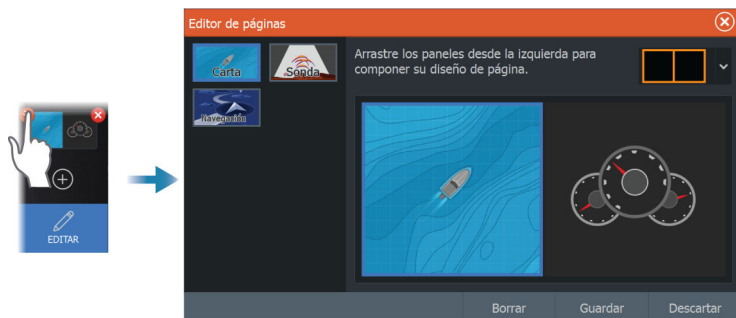 Editor de páginas
Carta
Sonda
Navegación
Arrastre los paneles desde la izquierda para
componer su diseño de página.
EDITAR
Borrar
Guardar
Descartar